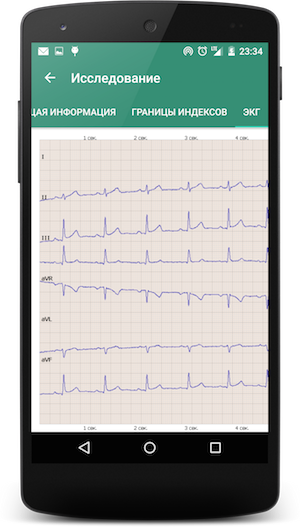 23:34
Исследование
ЩАЯ ИНФОРМАЦИЯ ГРАНИЦЫ ИНДЕКСОВ ЭКГ
1 сек. 2 сек. 3 сек. 4 сек.
I
II
III
aVR
aVL
aVF
1 сек. 2 сек. 3 сек. 4 сек.